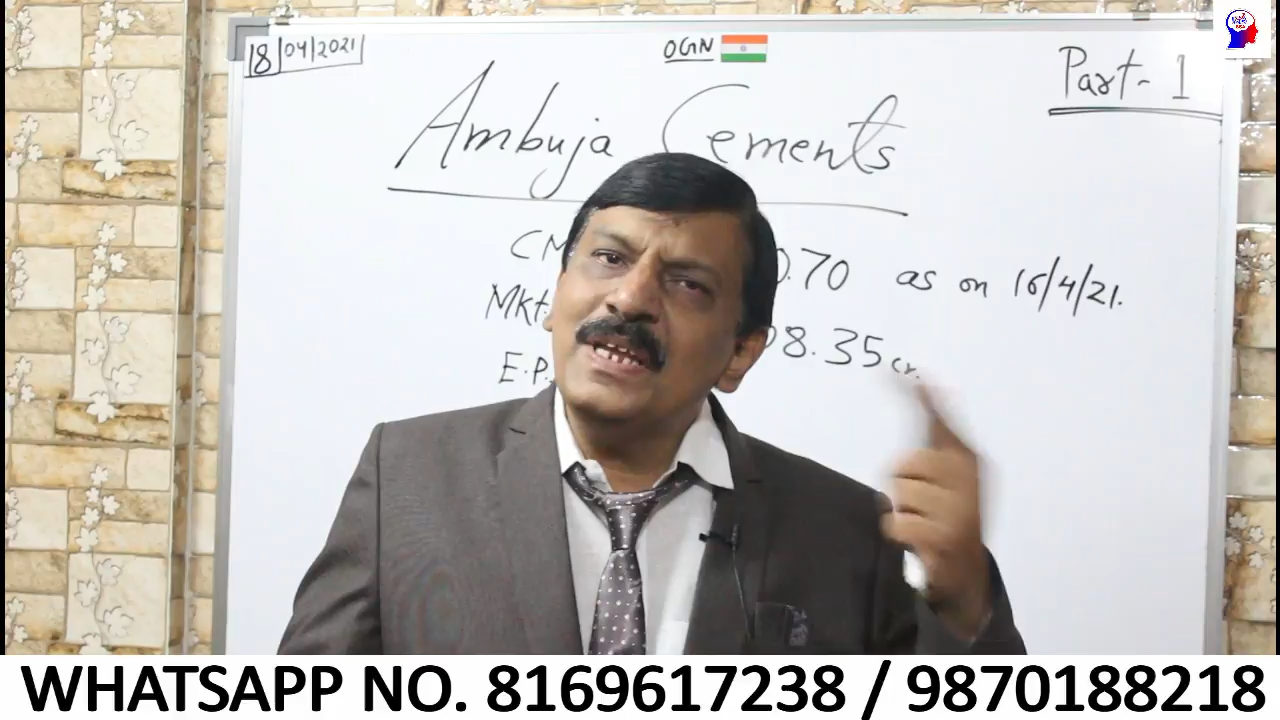 18/04/2021
OGN
Part-1
Ambuja Cements
0.70 as on 16/4/21.
Mkt.
8.35 cr.
E.P.
WHATSAPP NO. 8169617238 / 9870188218